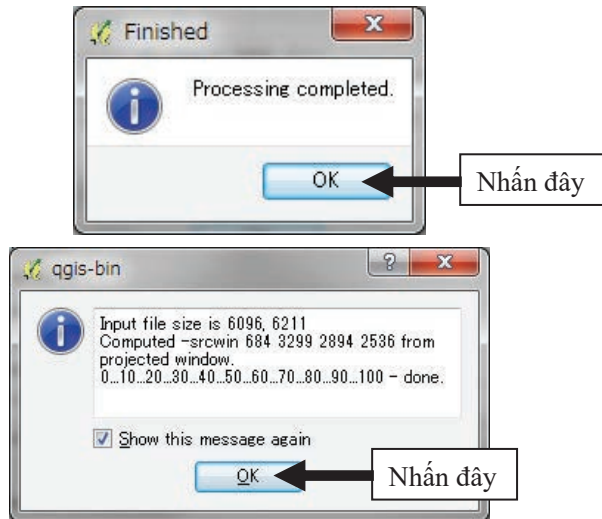 Finished
Processing completed.
OK
Nhấn đây
qgis-bin
Input file size is 6096, 6211
Computed -srcwin 684 3299 2894 2536 from
projected window.
0...10...20...30...40...50...60...70...80...90...100 - done.
Show this message again
OK
Nhấn đây